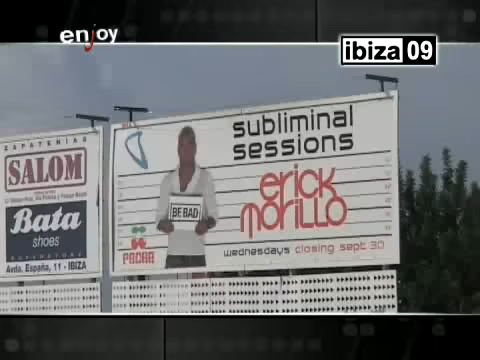 enjoy
ibiza 09
ZAPATERIAS
SALOM
Bata
shoes
Avda. España, 11 - IBIZA
subliminal
sessions
erick
morillo
BE BAD
PACHA
wednesdays closing sept 30